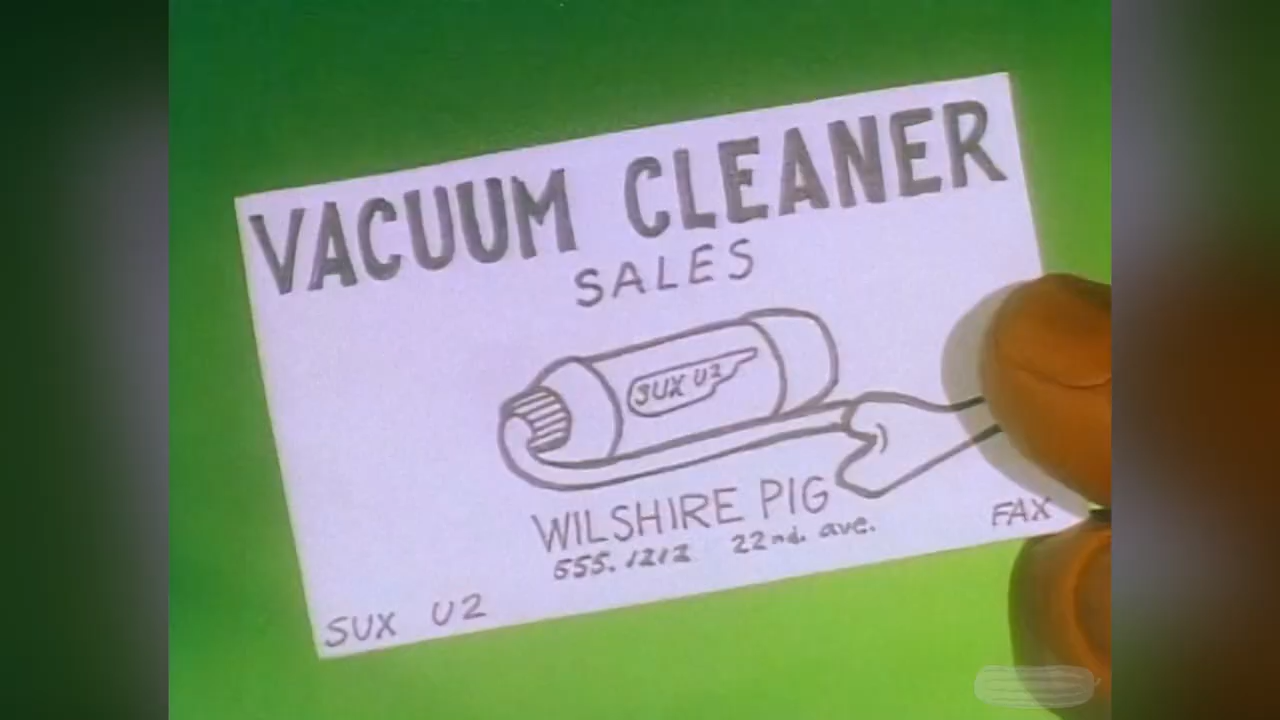 VACUUM CLEANER
SALES
SUX U2
WILSHIRE PIG
555.1212 22nd. ave.
FAX
SUX U2